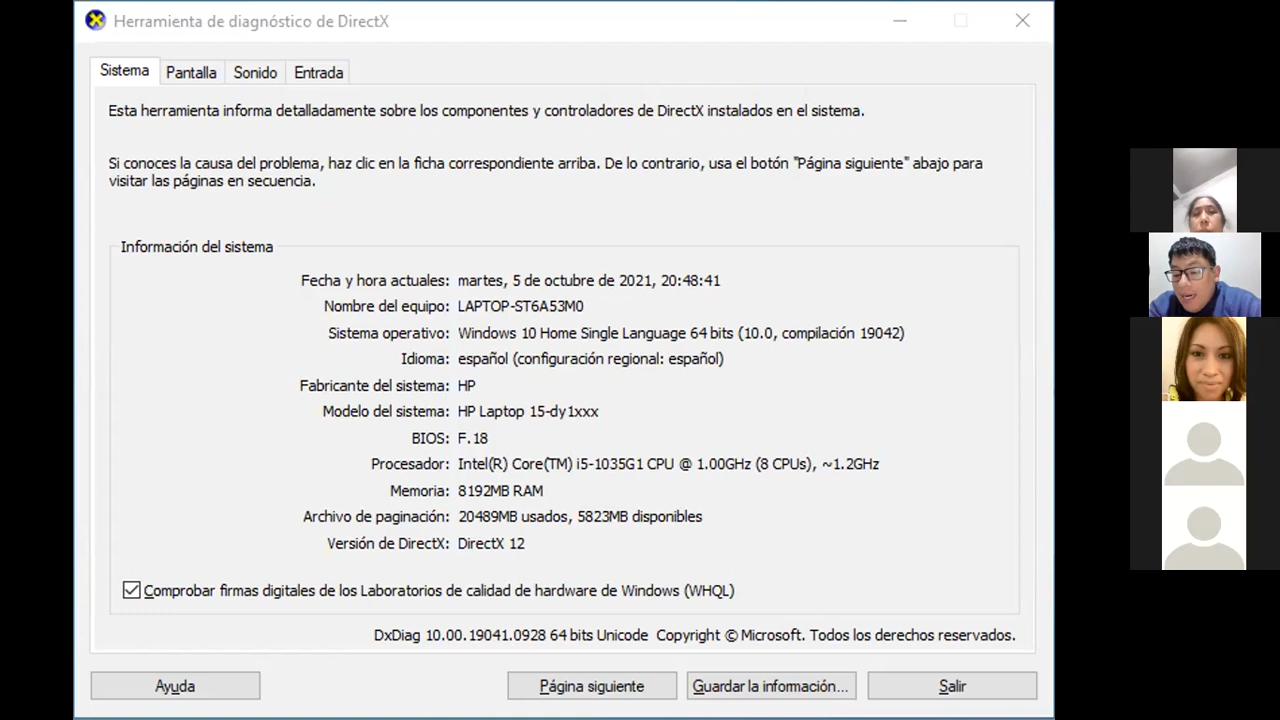 Herramienta de diagnóstico de DirectX
Sistema Pantalla Sonido Entrada
Esta herramienta informa detalladamente sobre los componentes y controladores de DirectX instalados en el sistema.
Si conoces la causa del problema, haz clic en la ficha correspondiente arriba. De lo contrario, usa el botón "Página siguiente" abajo para
visitar las páginas en secuencia.
Información del sistema
Fecha y hora actuales: martes, 5 de octubre de 2021, 20:48:41
Nombre del equipo: LAPTOP-ST6A53M0
Sistema operativo: Windows 10 Home Single Language 64 bits (10.0, compilación 19042)
Idioma: español (configuración regional: español)
Fabricante del sistema: HP
Modelo del sistema: HP Laptop 15-dy1xxx
BIOS: F.18
Procesador: Intel(R) Core(TM) i5-1035G1 CPU @ 1.00GHz (8 CPUs), ~1.2GHz
Memoria: 8192MB RAM
Archivo de paginación: 20489MB usados, 5823MB disponibles
Versión de DirectX: DirectX 12
Comprobar firmas digitales de los Laboratorios de calidad de hardware de Windows (WHQL)
DxDiag 10.00.19041.0928 64 bits Unicode Copyright © Microsoft. Todos los derechos reservados.
Ayuda Página siguiente Guardar la información... Salir